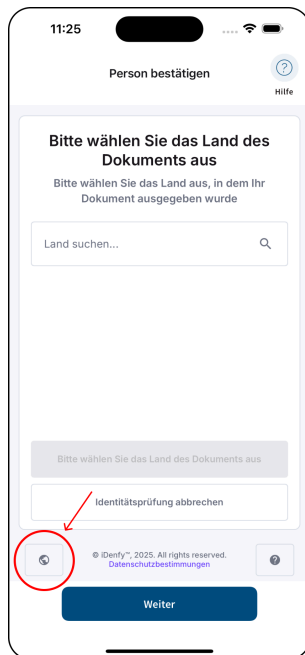 11:25
Person bestätigen
Hilfe
Bitte wählen Sie das Land des
Dokuments aus
Bitte wählen Sie das Land aus, in dem Ihr
Dokument ausgegeben wurde
Land suchen...
Bitte wählen Sie das Land des Dokuments aus
Identitätsprüfung abbrechen
© iDenfy™, 2025. All rights reserved.
Datenschutzbestimmungen
Weiter